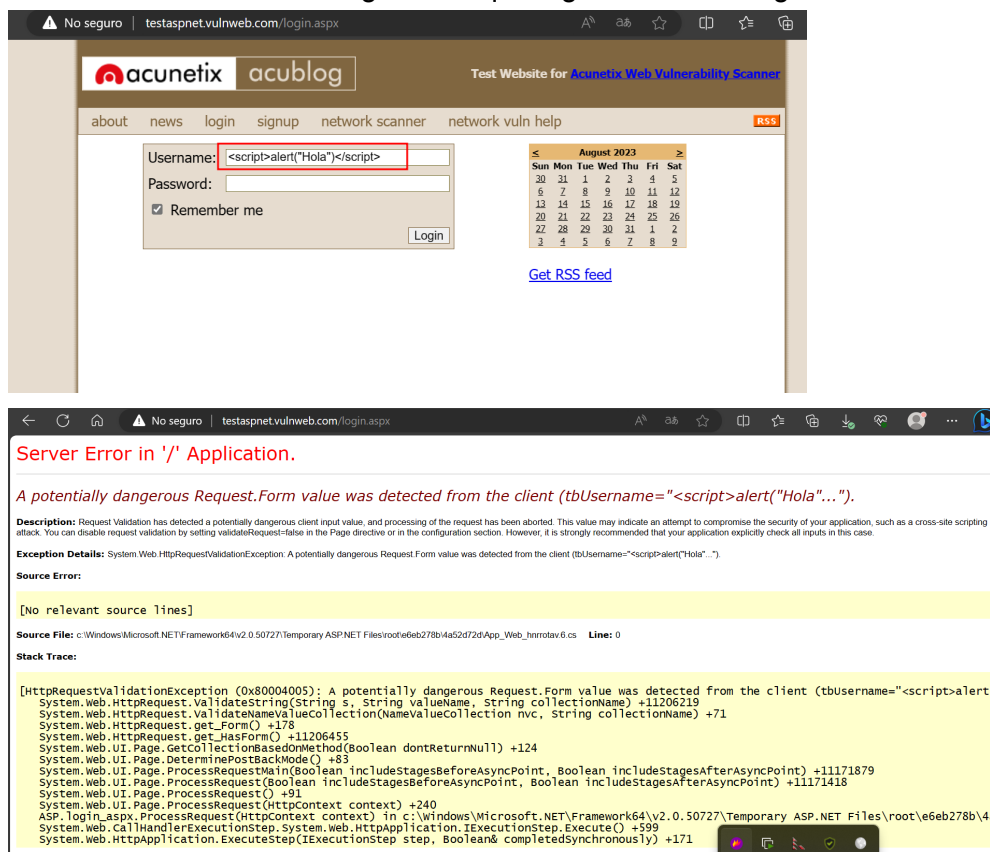 No seguro | testaspnet.vulnweb.com/login.aspx
acunetix acublog
Test Website for Acunetix Web Vulnerability Scanner
about news login signup network scanner network vuln help RSS
Username: <script>alert("Hola")</script>
Password:
Remember me
Login
< August 2023 >
Sun Mon Tue Wed Thu Fri Sat
30 31 1 2 3 4 5
6 7 8 9 10 11 12
13 14 15 16 17 18 19
20 21 22 23 24 25 26
27 28 29 30 31 1 2
3 4 5 6 7 8 9
Get RSS feed
No seguro | testaspnet.vulnweb.com/login.aspx
Server Error in '/' Application.
A potentially dangerous Request.Form value was detected from the client (tbUsername="<script>alert("Hola"...").
Description: Request Validation has detected a potentially dangerous client input value, and processing of the request has been aborted. This value may indicate an attempt to compromise the security of your application, such as a cross-site scripting
attack. You can disable request validation by setting validateRequest=false in the Page directive or in the configuration section. However, it is strongly recommended that your application explicitly check all inputs in this case.
Exception Details: System.Web.HttpRequestValidationException: A potentially dangerous Request.Form value was detected from the client (tbUsername="<script>alert("Hola"...").
Source Error:
[No relevant source lines]
Source File: c:\Windows\Microsoft.NET\Framework64\v2.0.50727\Temporary ASP.NET Files\root\e6eb278b\4a52d72d\App_Web_hnrrotav.6.cs Line: 0
Stack Trace:
[HttpRequestValidationException (0x80004005): A potentially dangerous Request.Form value was detected from the client (tbUsername="<script>alert
System.Web.HttpRequest.ValidateString(String s, String valueName, String collectionName) +11206219
System.Web.HttpRequest.ValidateNameValueCollection(NameValueCollection nvc, String collectionName) +71
System.Web.HttpRequest.get_Form() +178
System.Web.HttpRequest.get_HasForm() +11206455
System.Web.UI.Page.GetCollectionBasedOnMethod(Boolean dontReturnNull) +124
System.Web.UI.Page.DeterminePostBackMode() +83
System.Web.UI.Page.ProcessRequestMain(Boolean includeStagesBeforeAsyncPoint, Boolean includeStagesAfterAsyncPoint) +11171879
System.Web.UI.Page.ProcessRequest(Boolean includeStagesBeforeAsyncPoint, Boolean includeStagesAfterAsyncPoint) +11171418
System.Web.UI.Page.ProcessRequest() +91
System.Web.UI.Page.ProcessRequest(HttpContext context) +240
ASP.login_aspx.ProcessRequest(HttpContext context) in c:\Windows\Microsoft.NET\Framework64\v2.0.50727\Temporary ASP.NET Files\root\e6eb278b\4
System.Web.CallHandlerExecutionStep.System.Web.HttpApplication.IExecutionStep.Execute() +599
System.Web.HttpApplication.ExecuteStep(IExecutionStep step, Boolean& completedSynchronously) +171